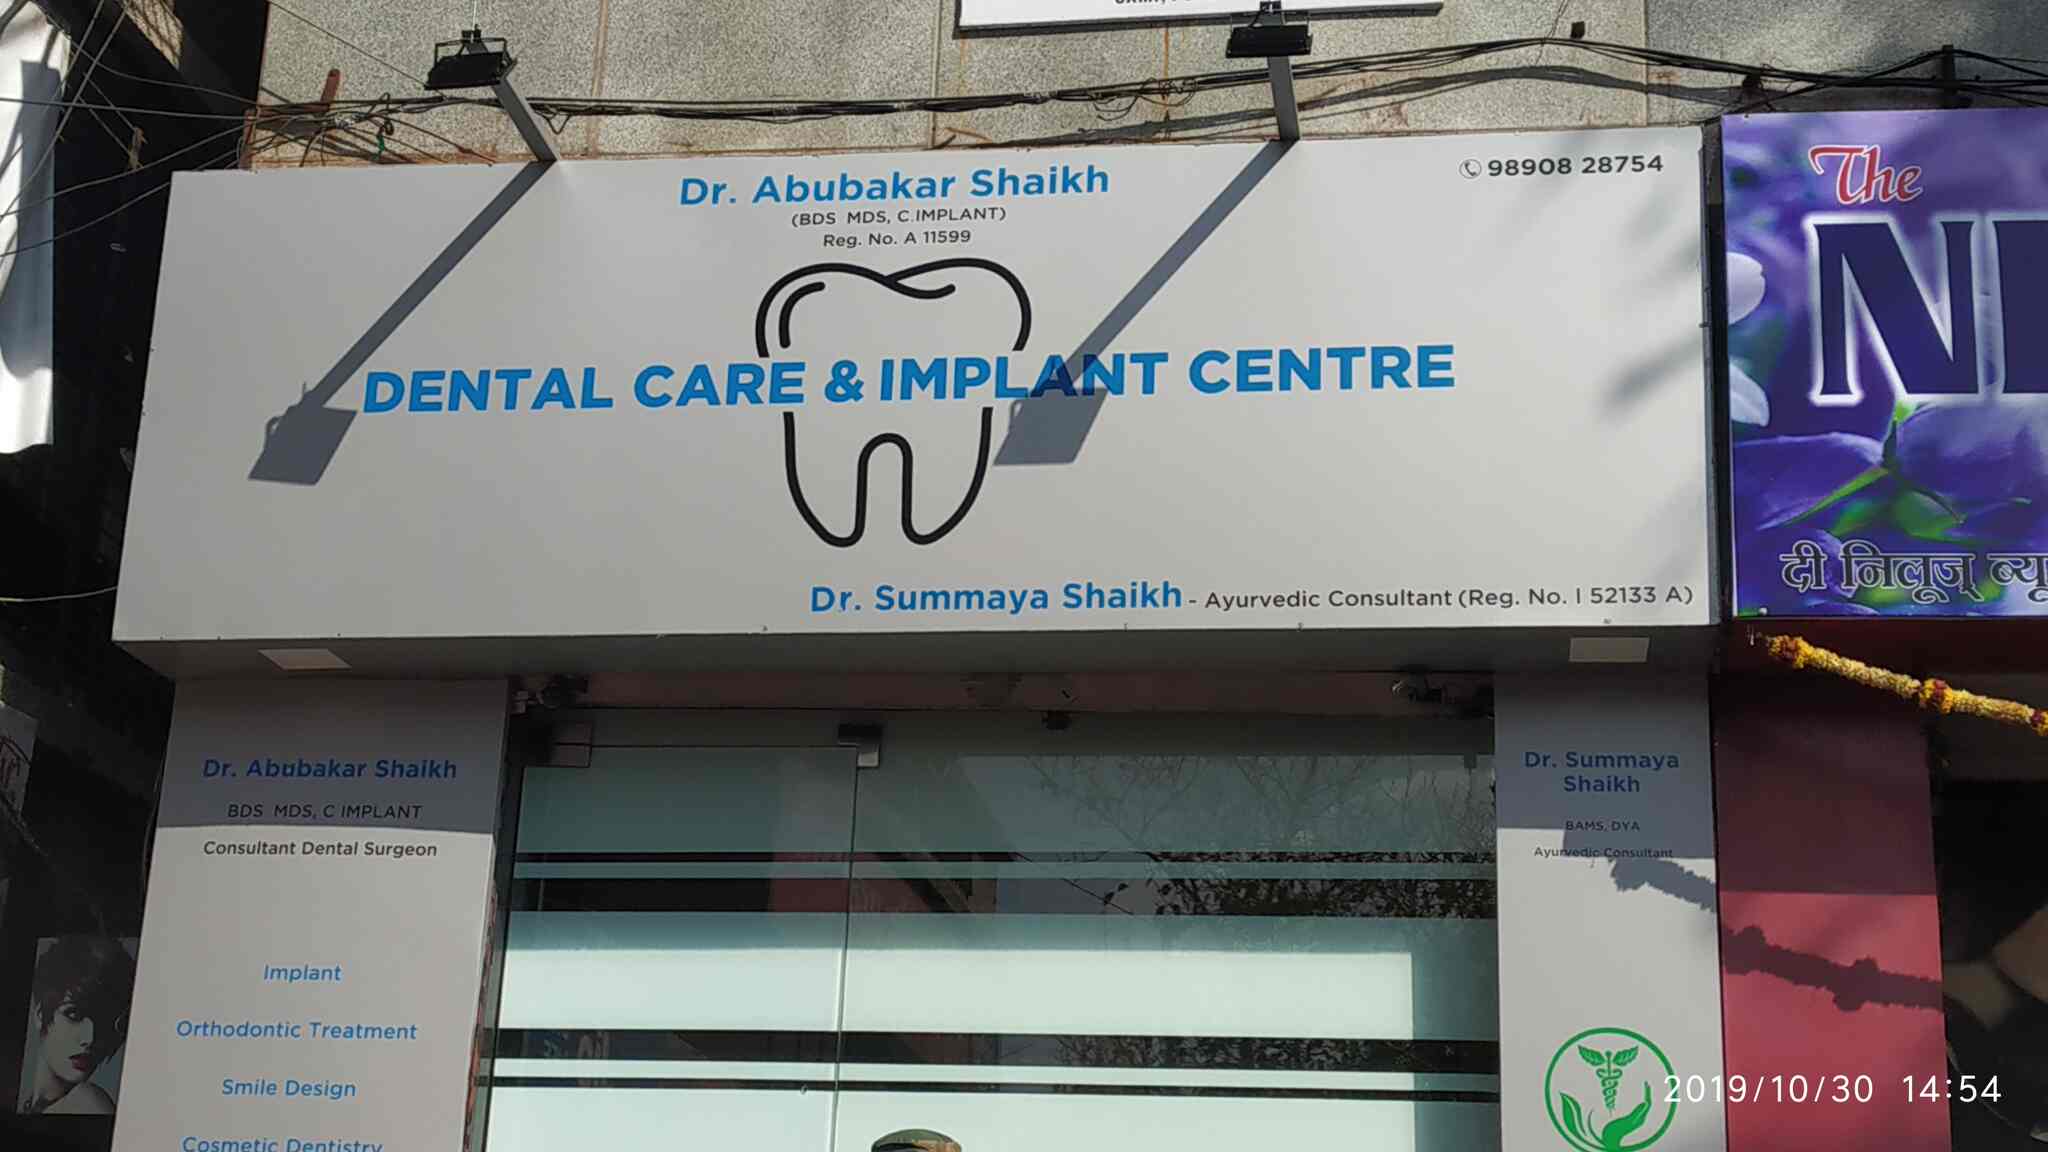 Dr. Abubakar Shaikh
(BDS MDS, C.IMPLANT)
Reg. No. A 11599
98908 28754
DENTAL CARE & IMPLANT CENTRE
Dr. Summaya Shaikh - Ayurvedic Consultant (Reg. No. I 52133 A)
The
दी निलूज्
Dr. Abubakar Shaikh
BDS MDS, C IMPLANT
Consultant Dental Surgeon
Implant
Orthodontic Treatment
Smile Design
Cosmetic Dentistry
Dr. Summaya
Shaikh
BAMS, DYA
Ayurvedic Consultant
2019/10/30 14:54